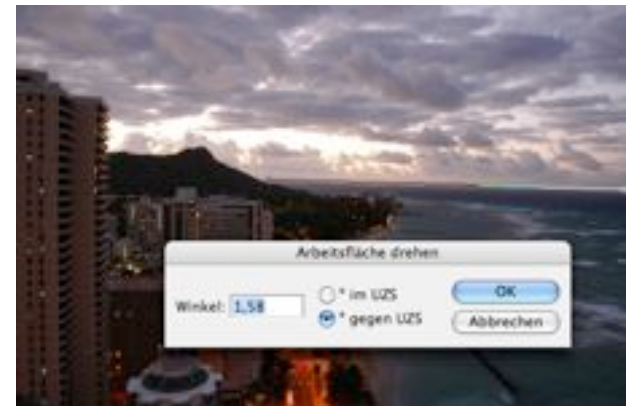 Arbeitsfläche drehen
Winkel: 1,58
° im UZS
° gegen UZS
OK
Abbrechen